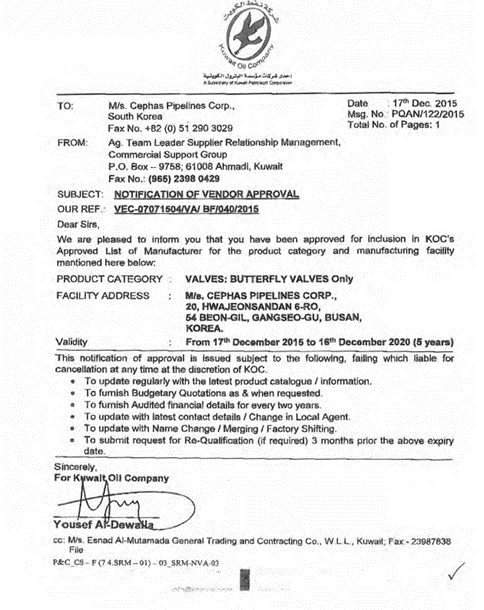 شركة نفط الكويت
Kuwait Oil Company
إحدى شركات مؤسسة البترول الكويتية
A Subsidiary of Kuwait Petroleum Corporation
TO: M/s. Cephas Pipelines Corp., Date : 17th Dec. 2015
South Korea Msg. No.: PQAN/122/2015
Fax No. +82 (0) 51 290 3029 Total No. of Pages: 1
FROM: Ag. Team Leader Supplier Relationship Management,
Commercial Support Group
P.O. Box – 9758; 61008 Ahmadi, Kuwait
Fax No.: (965) 2398 0429
SUBJECT: NOTIFICATION OF VENDOR APPROVAL
OUR REF.: VEC-07071504/VA/ BF/040/2015
Dear Sirs,
We are pleased to inform you that you have been approved for inclusion in KOC's
Approved List of Manufacturer for the product category and manufacturing facility
mentioned here below:
PRODUCT CATEGORY : VALVES: BUTTERFLY VALVES Only
FACILITY ADDRESS : M/s. CEPHAS PIPELINES CORP.,
20, HWAJEONSANDAN 6-RO,
54 BEON-GIL, GANGSEO-GU, BUSAN,
KOREA.
Validity : From 17th December 2015 to 16th December 2020 (5 years)
This notification of approval is issued subject to the following, failing which liable for
cancellation at any time at the discretion of KOC.
• To update regularly with the latest product catalogue / information.
• To furnish Budgetary Quotations as & when requested.
• To furnish Audited financial details for every two years.
• To update with latest contact details / Change in Local Agent.
• To update with Name Change / Merging / Factory Shifting.
• To submit request for Re-Qualification (if required) 3 months prior the above expiry
date.
Sincerely,
For Kuwait Oil Company
Yousef Al-Dewalla
cc: M/s. Esnad Al-Mutamada General Trading and Contracting Co., W.L.L., Kuwait; Fax:- 23987838
File
P&C_CS – F (7.4.SRM – 01) – 03_SRM-NVA-03